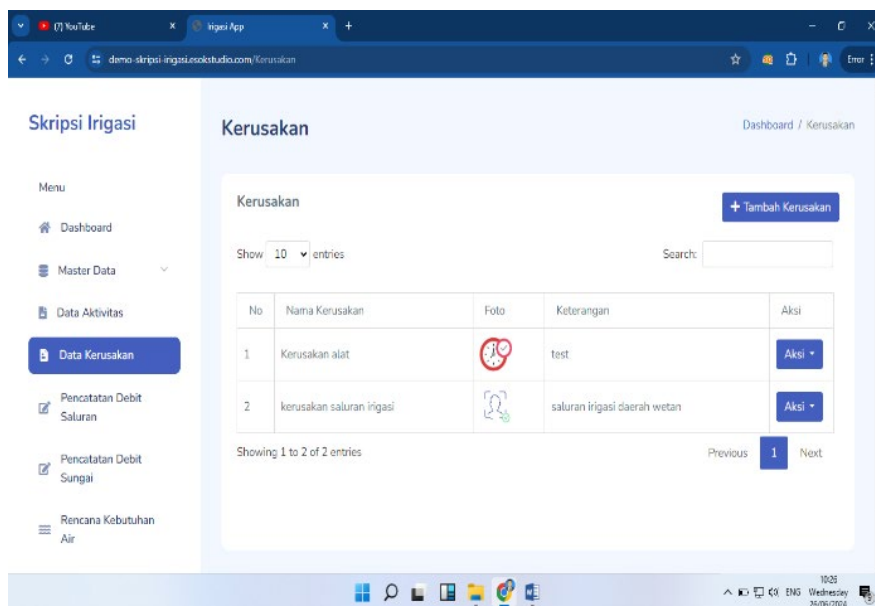 (7) YouTube
Irigasi App
demo-skripsi-irigasi.esokstudio.com/Kerusakan
Error
Skripsi Irigasi
Kerusakan
Dashboard / Kerusakan
Menu
Dashboard
Master Data
Data Aktivitas
Data Kerusakan
Pencatatan Debit
Saluran
Pencatatan Debit
Sungai
Rencana Kebutuhan
Air
Kerusakan
+ Tambah Kerusakan
Show 10 entries
Search:
No Nama Kerusakan Foto Keterangan Aksi
1 Kerusakan alat test Aksi
2 kerusakan saluran irigasi saluran irigasi daerah wetan Aksi
Showing 1 to 2 of 2 entries
Previous 1 Next
ENG
10:26
Wednesday
26/06/2024